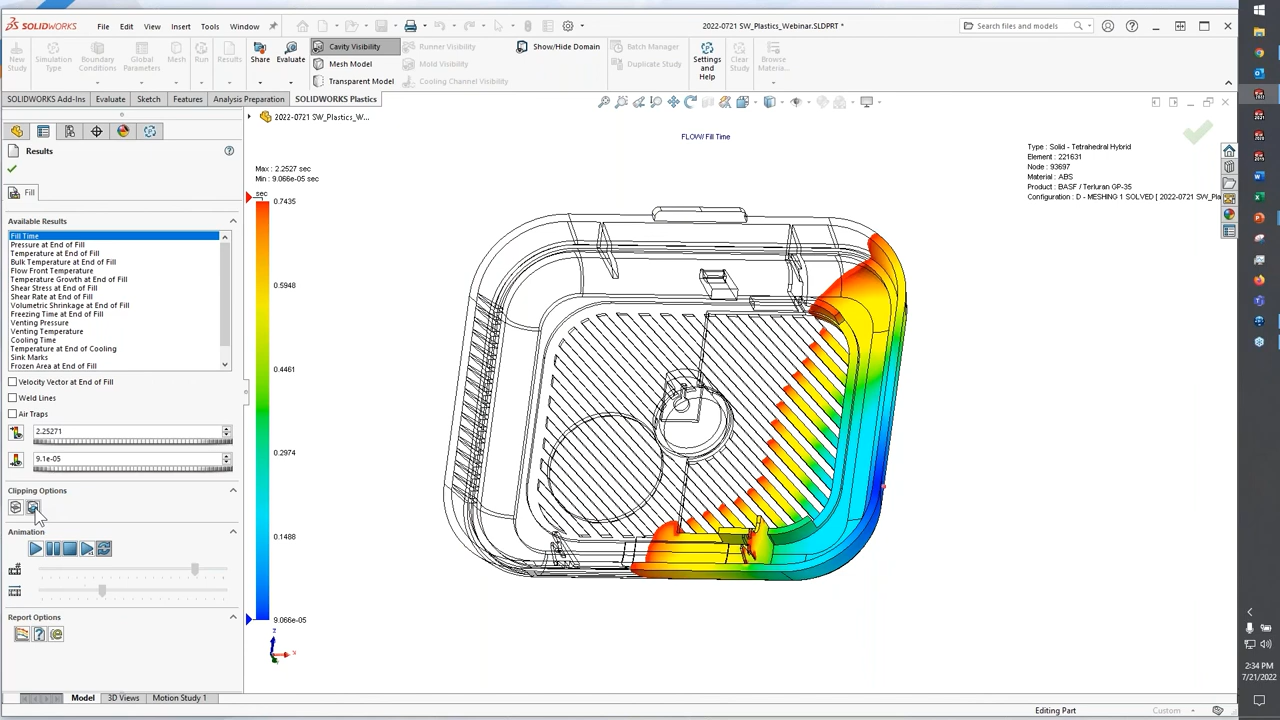 SOLIDWORKS File Edit View Insert Tools Window 2022-0721 SW_Plastics_Webinar.SLDPRT * Search files and models
New Study
Simulation Type
Boundary Conditions
Global Parameters
Mesh
Run
Results
Share
Evaluate
Cavity Visibility
Mesh Model
Transparent Model
Runner Visibility
Mold Visibility
Cooling Channel Visibility
Show/Hide Domain
Batch Manager
Duplicate Study
Clear Study
Settings and Help
Browse Materia...
SOLIDWORKS Add-Ins Evaluate Sketch Features Analysis Preparation SOLIDWORKS Plastics
2022-0721 SW_Plastics_W...
Results
Fill
Available Results
Fill Time
Pressure at End of Fill
Temperature at End of Fill
Bulk Temperature at End of Fill
Flow Front Temperature
Temperature Growth at End of Fill
Shear Stress at End of Fill
Shear Rate at End of Fill
Volumetric Shrinkage at End of Fill
Freezing Time at End of Fill
Venting Pressure
Venting Temperature
Cooling Time
Temperature at End of Cooling
Sink Marks
Frozen Area at End of Fill
Velocity Vector at End of Fill
Weld Lines
Air Traps
2.25271
9.1e-05
Clipping Options
Animation
Report Options
FLOW/ Fill Time
Max : 2.2527 sec
Min : 9.066e-05 sec
sec
0.7435
0.5948
0.4461
0.2974
0.1488
9.066e-05
Z
X
Type : Solid - Tetrahedral Hybrid
Element : 221631
Node : 93697
Material : ABS
Product : BASF / Terluran GP-35
Configuration : D - MESHING 1 SOLVED [ 2022-0721 SW_Pla
Model 3D Views Motion Study 1
Editing Part Custom
2:34 PM
7/21/2022